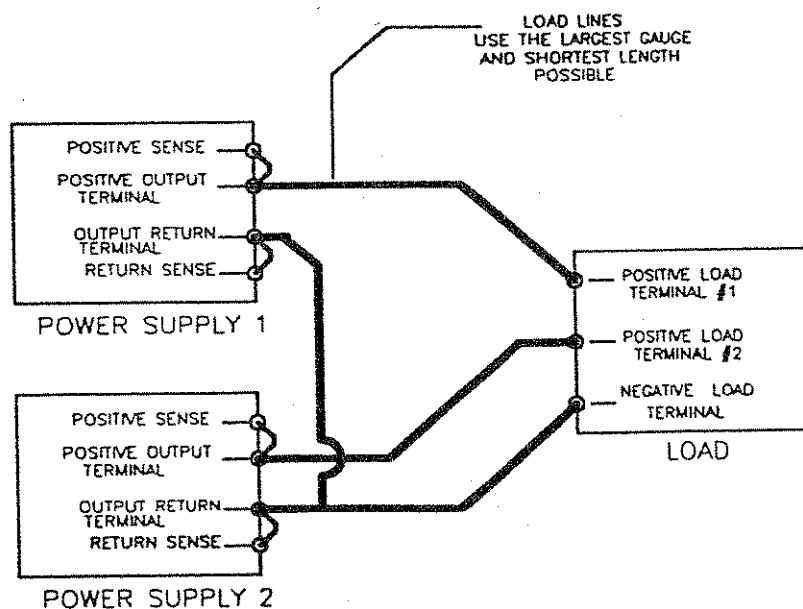 LOAD LINES
USE THE LARGEST GAUGE
AND SHORTEST LENGTH
POSSIBLE
POSITIVE SENSE
POSITIVE OUTPUT
TERMINAL
OUTPUT RETURN
TERMINAL
RETURN SENSE
POWER SUPPLY 1
POSITIVE LOAD
TERMINAL #1
POSITIVE LOAD
TERMINAL #2
NEGATIVE LOAD
TERMINAL
LOAD
POSITIVE SENSE
POSITIVE OUTPUT
TERMINAL
OUTPUT RETURN
TERMINAL
RETURN SENSE
POWER SUPPLY 2